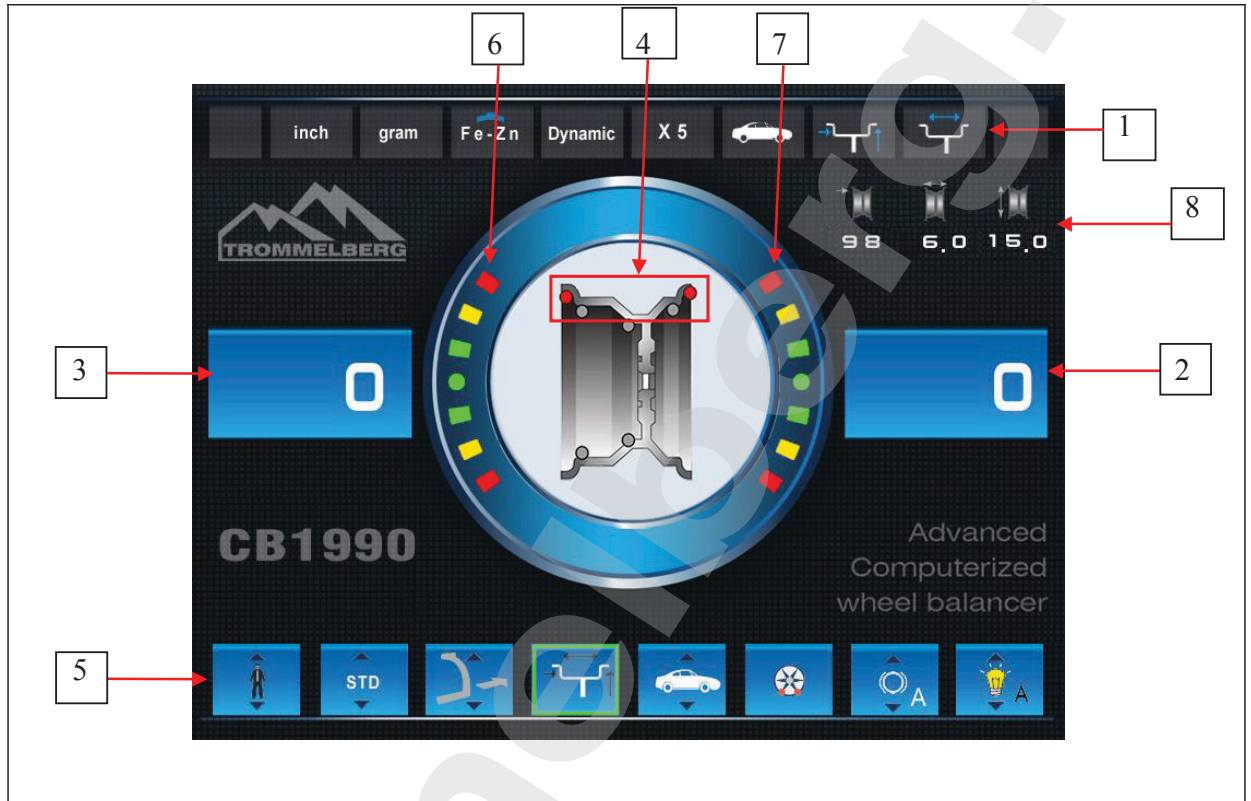 6 4 7
inch gram Fe-Zn Dynamic X 5
1
8
98 6.0 15.0
TROMMELBERG
3
0
0
2
CB1990
Advanced
Computerized
wheel balancer
5
STD
A
A